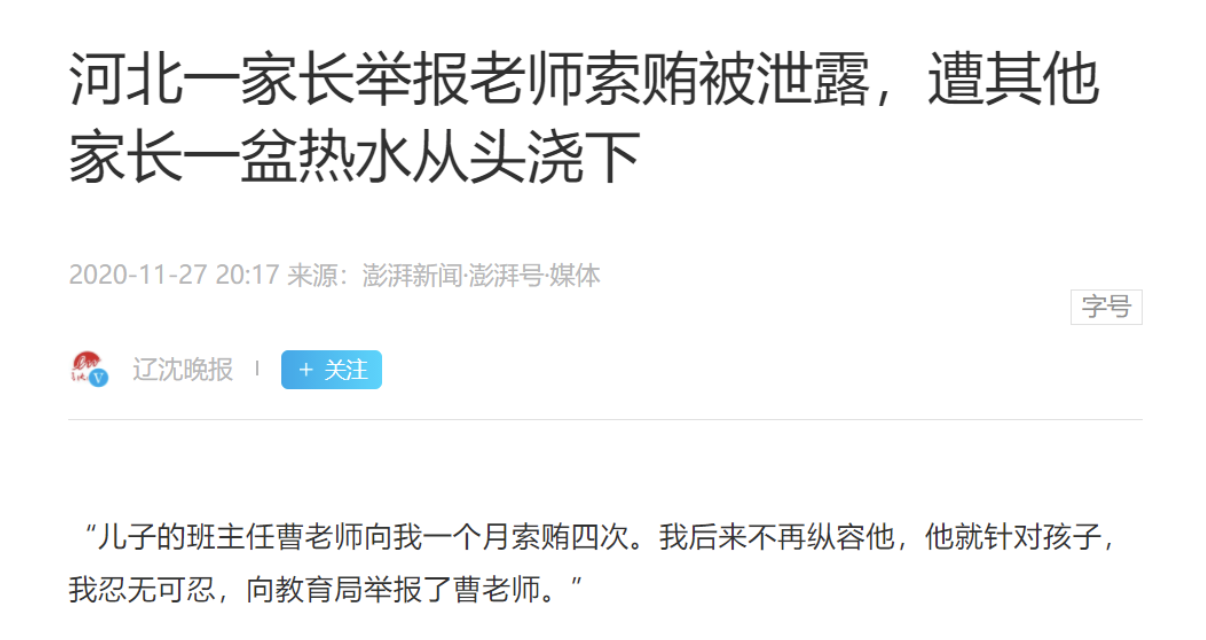 河北一家长举报老师索贿被泄露，遭其他
家长一盆热水从头浇下
2020-11-27 20:17 来源：澎湃新闻·澎湃号·媒体
字号
辽沈晚报
+ 关注
“儿子的班主任曹老师向我一个月索贿四次。我后来不再纵容他，他就针对孩子，
我忍无可忍，向教育局举报了曹老师。”